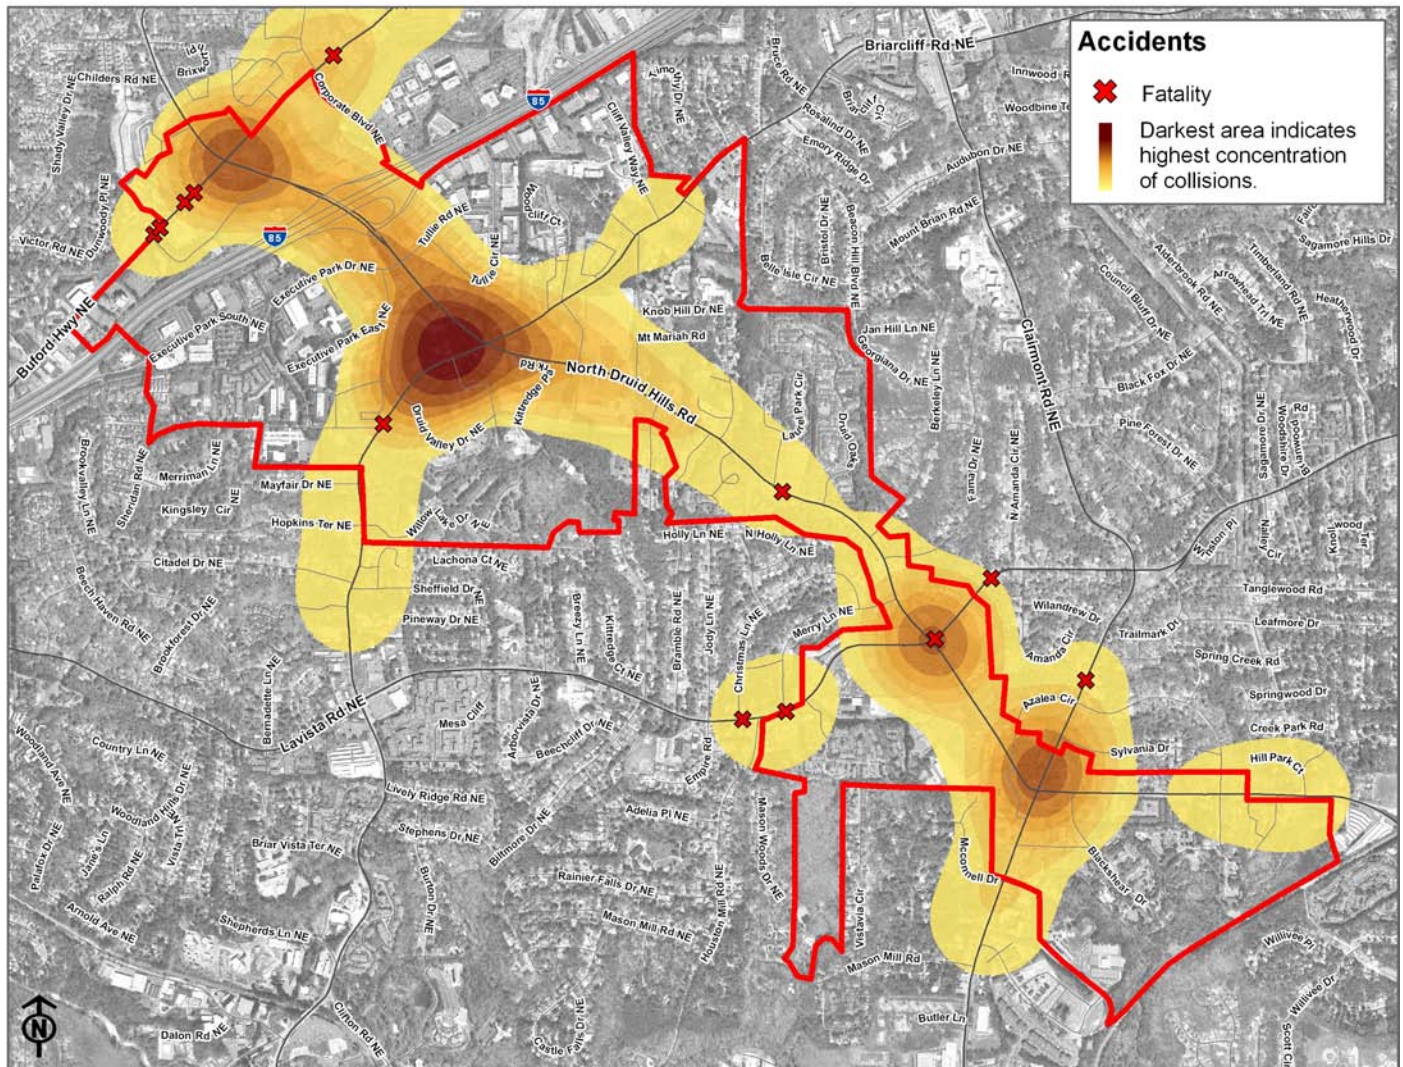 Accidents
Fatality
Darkest area indicates
highest concentration
of collisions.
Briarcliff Rd NE
Childers Rd NE
Shady Valley Dr NE
Corporate Blvd NE
85
Bruce Rd NE
Rosalind Dr NE
Emory Ridge Dr
Audubon Dr NE
Cliff Valley Way NE
Dunwoody Pl NE
Victor Rd NE
85
Tullie Rd NE
Tullie Cir NE
Executive Park Dr NE
Executive Park South NE
Executive Park East NE
Buford Hwy NE
Bristol Dr NE
Beacon Hill Blvd NE
Mount Brian Rd NE
Belle Isle Cir NE
Sagamore Hills Dr
Alderbrook Rd NE
Arrowhead Trl NE
Timberland Rd NE
Heatherwood Dr
Council Bluff Dr NE
Clairmont Rd NE
Knob Hill Dr NE
Mt Mariah Rd
Jan Hill Ln NE
Georgiana Dr NE
Berkeley Ln NE
Black Fox Dr NE
North Druid Hills Rd
Druid Valley Dr NE
Laurel Park Cir
Druid Oaks
Pine Forest Dr NE
Sagamore Dr NE
Woodshire Dr
Brookvalley Ln NE
Sheridan Rd NE
Merriman Ln NE
Mayfair Dr NE
Kingsley Cir NE
Hopkins Ter NE
Willow Lake Dr NE
N Amanda Cir NE
Holly Ln NE
N Holly Ln NE
Citadel Dr NE
Lachona Ct NE
Sheffield Dr NE
Pineway Dr NE
Beech Haven Rd NE
Brookforest Dr NE
Breezy Ln NE
Kittredge Ct NE
Bramble Rd NE
Jody Ln NE
Christmas Ln NE
Merry Ln NE
Wilandrew Dr
Trailmark Dr
Amanda Cir
Tanglewood Rd
Leafmore Dr
Spring Creek Rd
Springwood Dr
Creek Park Rd
Azalea Cir
Sylvania Dr
Hill Park Ct
Bernadette Ln NE
Lavista Rd NE
Mesa Cliff
Arborvista Dr NE
Beechcliff Dr NE
Empire Rd
Country Ln NE
Woodland Ave NE
Woodland Hills Dr NE
Lively Ridge Rd NE
Adelia Pl NE
Stephens Dr NE
Biltmore Dr NE
Mason Woods Dr NE
Mcconnell Dr
Blackshear Dr
Palafox Dr NE
Jane's Ln
Ralph Rd NE
Vista Trl NE
Briar Vista Ter NE
Burton Dr NE
Rainier Falls Dr NE
Houston Mill Rd NE
Arnold Ave NE
Shepherds Ln NE
Mason Mill Rd NE
Vistavia Cir
Mason Mill Rd
Willivee Pl
Willivee Dr
Butler Ln
Castle Falls Dr NE
Clifton Rd NE
Dalon Rd NE
N